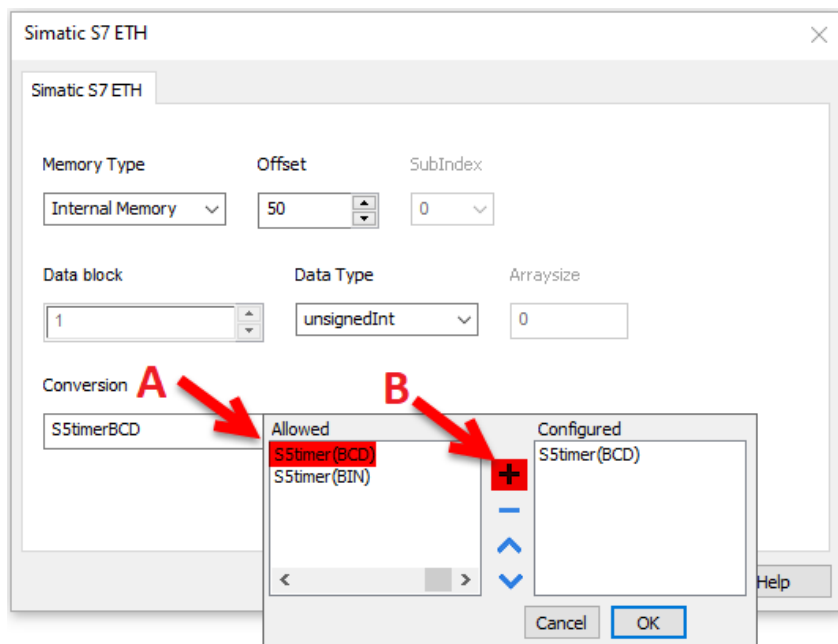 Simatic S7 ETH
Simatic S7 ETH
Memory Type Offset SubIndex
Internal Memory 50 0
Data block Data Type Arraysize
1 unsignedInt 0
Conversion A B
S5timerBCD
Allowed Configured
S5timer(BCD) + S5timer(BCD)
S5timer(BIN)
Help
Cancel OK